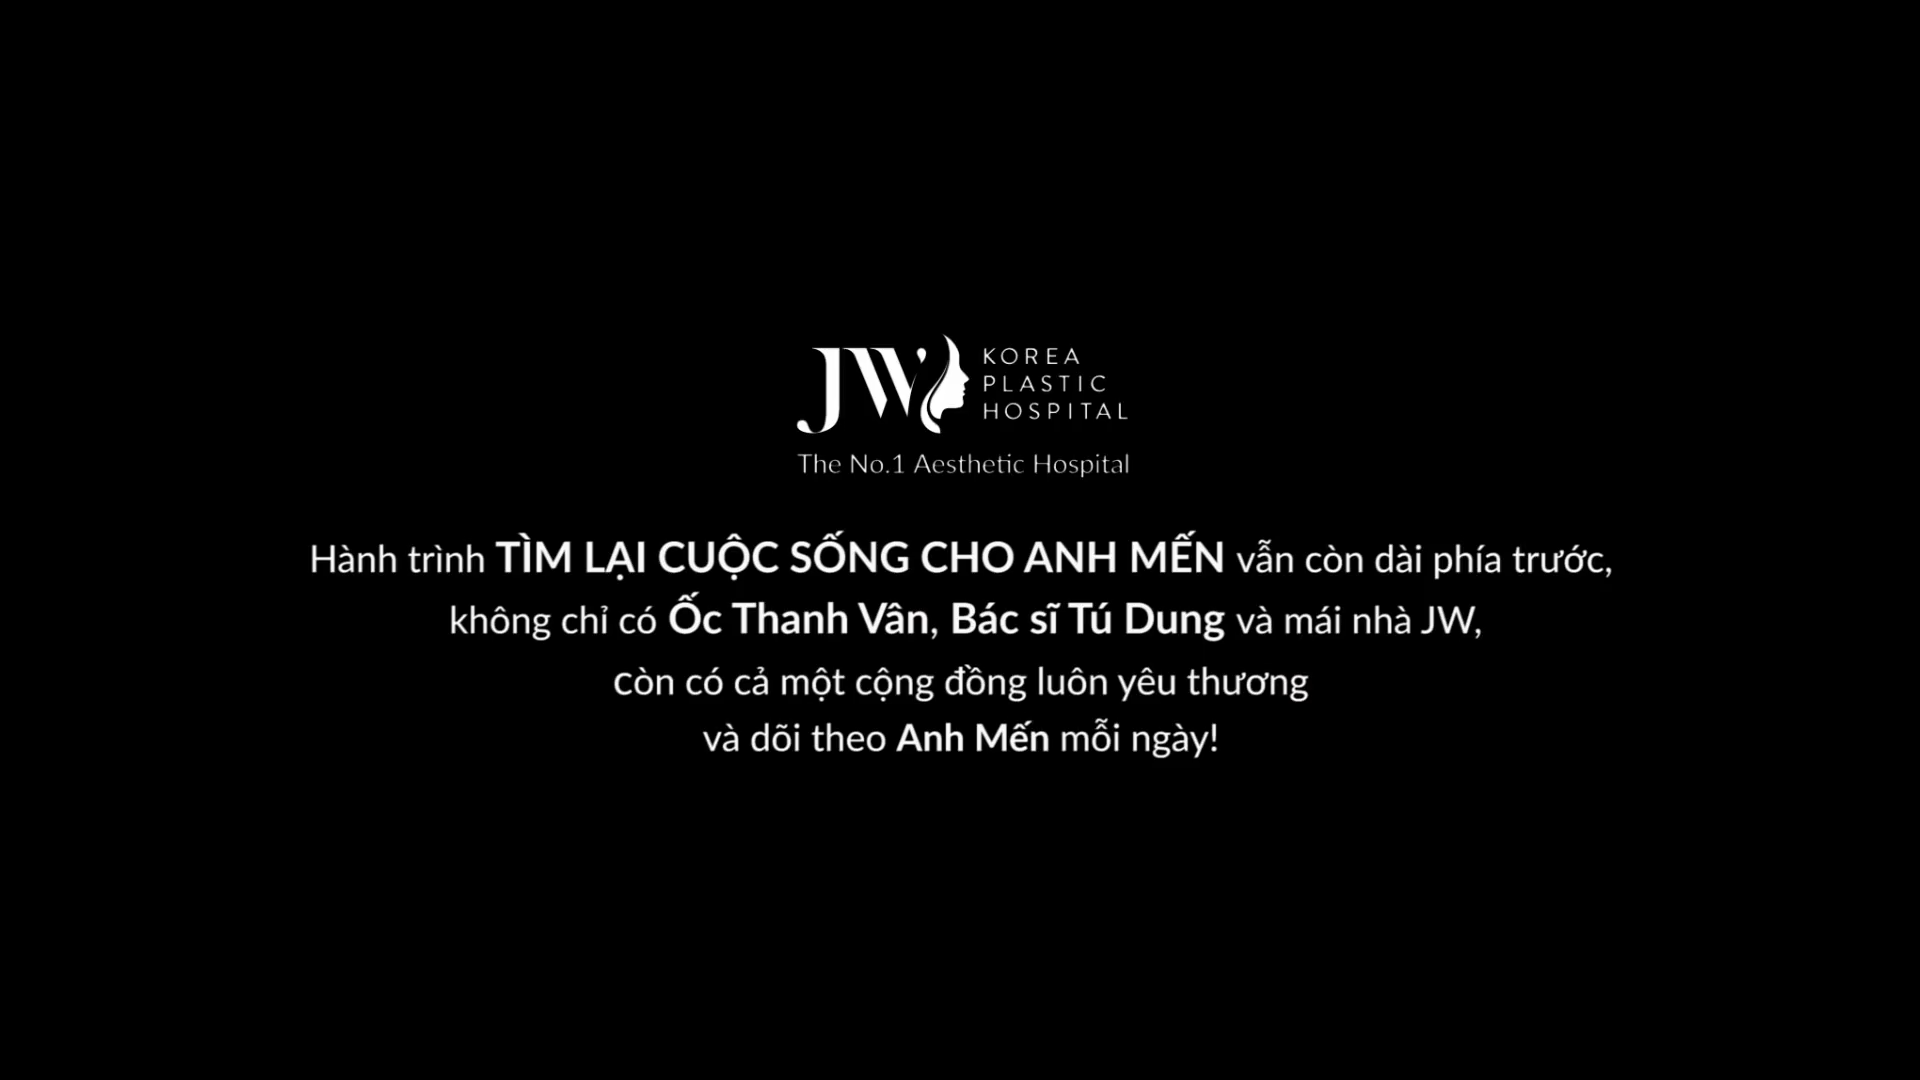 JW KOREA
PLASTIC
HOSPITAL
The No.1 Aesthetic Hospital
Hành trình TÌM LẠI CUỘC SỐNG CHO ANH MẾN vẫn còn dài phía trước,
không chỉ có Ốc Thanh Vân, Bác sĩ Tú Dung và mái nhà JW,
còn có cả một cộng đồng luôn yêu thương
và dõi theo Anh Mến mỗi ngày!